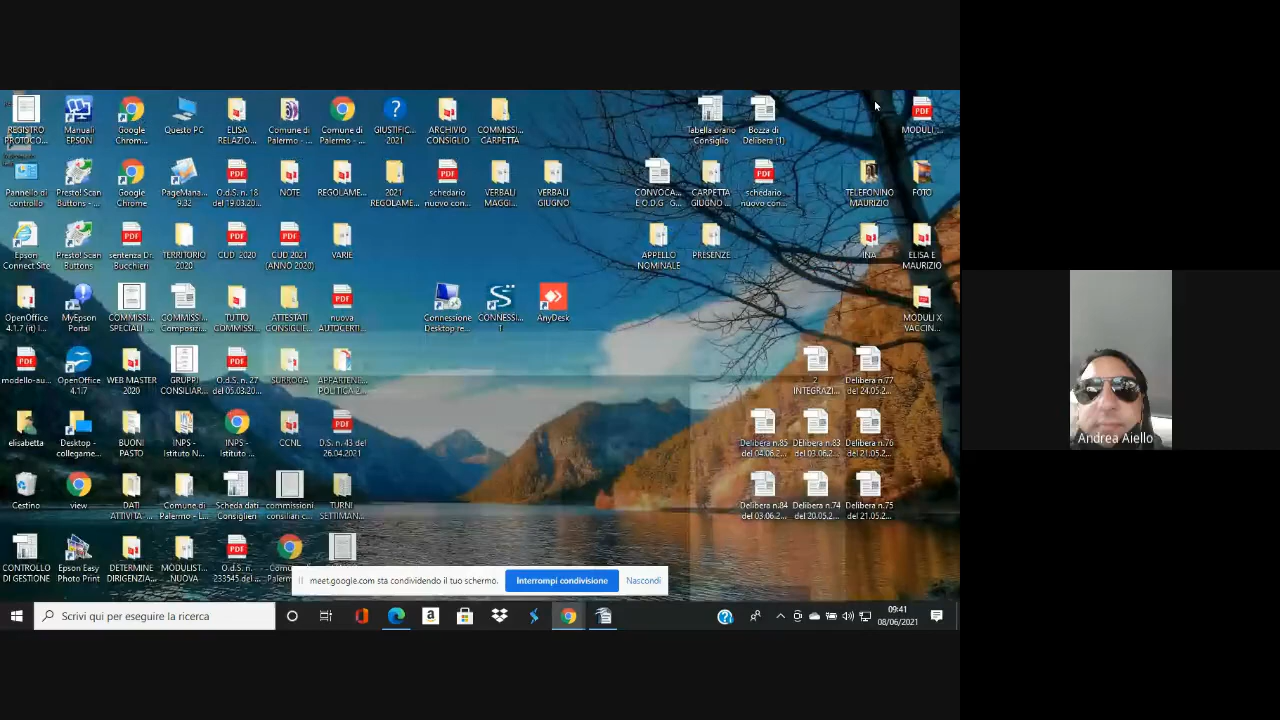 REGISTRO PROTOCO...
Manuali EPSON
Google Chrom...
Questo PC
ELISA RELAZIO...
Comune di Palermo - ...
Comune di Palermo - ...
GIUSTIFIC... 2021
ARCHIVIO CONSIGLIO
COMMISSI... CARPETTA
Tabella orario Consiglio
Bozza di Delibera (1)
MODULI ...
Pannello di controllo
Presto! Scan Buttons - ...
Google Chrome
PageMana... 9.32
O.d.S. n. 18 del 19.03.20...
NOTE
REGOLAME...
2021 REGOLAME...
schedario nuovo con...
VERBALI MAGGI...
VERBALI GIUGNO
CONVOCA... E O.D.G - G...
CARPETTA GIUGNO ...
schedario nuovo con...
TELEFONINO MAURIZIO
FOTO
Epson Connect Site
Presto! Scan Buttons
sentenza Dr. Bucchieri
TERRITORIO 2020
CUD 2020
CUD 2021 (ANNO 2020)
VARIE
APPELLO NOMINALE
PRESENZE
INA
ELISA E MAURIZIO
OpenOffice 4.1.7 (it) I...
MyEpson Portal
COMMISS... SPECIALI ...
COMMISSI... Composizi...
TUTTO COMMISS...
ATTESTATI CONSIGLIE...
nuova AUTOCERTI...
Connessione Desktop re...
CONNESSI... 1
AnyDesk
MODULI X VACCIN...
modello-au...
OpenOffice 4.1.7
WEB MASTER 2020
GRUPPI CONSILIAR...
O.d.S. n. 27 del 05.03.20...
SURROGA
APPARTENE... POLITICA 2...
2 INTEGRAZI...
Delibera n.77 del 24.05.2...
elisabetta
Desktop - collegame...
BUONI PASTO
INPS - Istituto N...
INPS - Istituto ...
CCNL
D.S. n. 43 del 26.04.2021
Delibera n.85 del 04.06.2...
Delibera n.83 del 03.06.2...
Delibera n.76 del 21.05.2...
Cestino
view
DATI ATTIVITA'-...
Comune di Palermo - L...
Scheda dati Consiglieri
commissioni consiliari c...
TURNI SETTIMAN...
Delibera n.84 del 03.06.2...
Delibera n.74 del 20.05.2...
Delibera n.75 del 21.05.2...
CONTROLLO DI GESTIONE
Epson Easy Photo Print
DETERMINE DIRIGENZIA...
MODULIST... NUOVA
O.d.S. n. 233545 del ...
meet.google.com sta condividendo il tuo schermo.
Interrompi condivisione
Nascondi
Scrivi qui per eseguire la ricerca
09:41
08/06/2021
Andrea Aiello